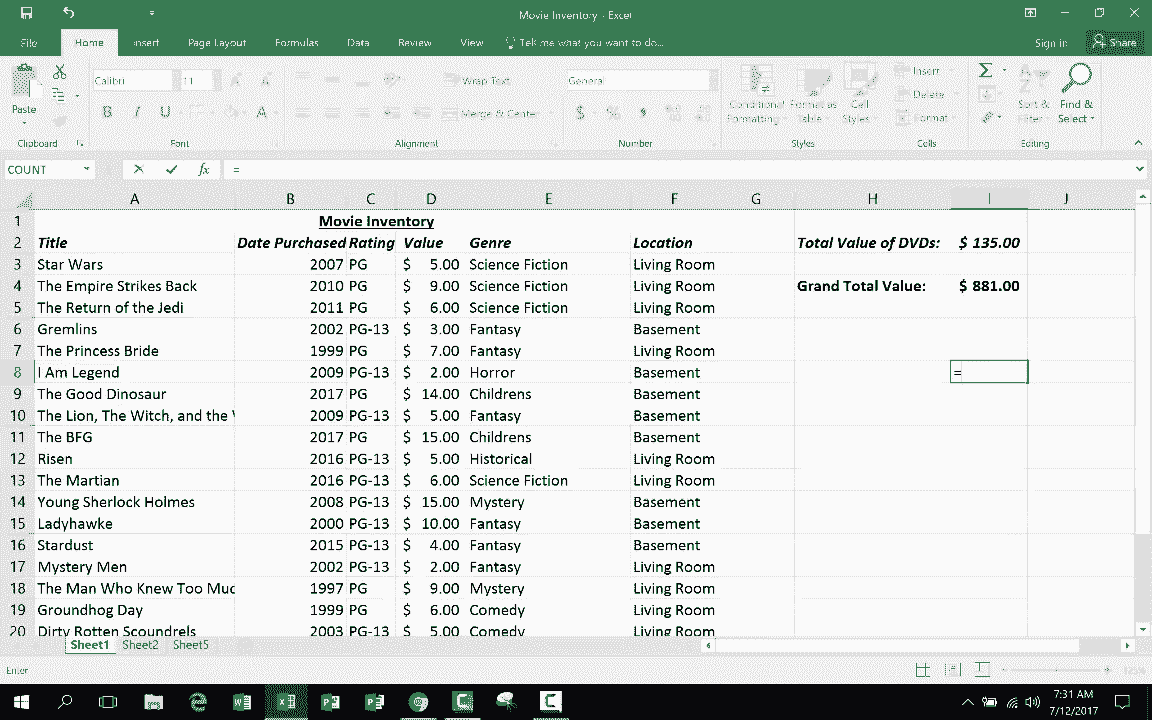 Movie Inventory - Excel
File Home Insert Page Layout Formulas Data Review View Tell me what you want to do... Sign in Share
Calibri 11 Wrap Text General Insert
Paste Delete Sort & Find &
B I U A Merge & Center $ % Conditional Format as Cell Format Filter Select
Formatting Table Styles
Clipboard Font Alignment Number Styles Cells Editing
COUNT fx =
A B C D E F G H I J
1 Movie Inventory
2 Title Date Purchased Rating Value Genre Location Total Value of DVDs: $ 135.00
3 Star Wars 2007 PG $ 5.00 Science Fiction Living Room
4 The Empire Strikes Back 2010 PG $ 9.00 Science Fiction Living Room Grand Total Value: $ 881.00
5 The Return of the Jedi 2011 PG $ 6.00 Science Fiction Living Room
6 Gremlins 2002 PG-13 $ 3.00 Fantasy Basement
7 The Princess Bride 1999 PG $ 7.00 Fantasy Living Room
8 I Am Legend 2009 PG-13 $ 2.00 Horror Basement =
9 The Good Dinosaur 2017 PG $ 14.00 Childrens Basement
10 The Lion, The Witch, and the 2009 PG-13 $ 5.00 Fantasy Basement
11 The BFG 2017 PG $ 15.00 Childrens Basement
12 Risen 2016 PG-13 $ 5.00 Historical Living Room
13 The Martian 2016 PG-13 $ 6.00 Science Fiction Living Room
14 Young Sherlock Holmes 2008 PG-13 $ 15.00 Mystery Basement
15 Ladyhawke 2000 PG-13 $ 10.00 Fantasy Basement
16 Stardust 2015 PG-13 $ 4.00 Fantasy Basement
17 Mystery Men 2002 PG-13 $ 2.00 Fantasy Living Room
18 The Man Who Knew Too Muc 1997 PG $ 9.00 Mystery Living Room
19 Groundhog Day 1999 PG $ 6.00 Comedy Living Room
20 Dirty Rotten Scoundrels 2003 PG-13 $ 5.00 Comedy Living Room
Sheet1 Sheet2 Sheet5
Enter 125%
7:31 AM
7/12/2017